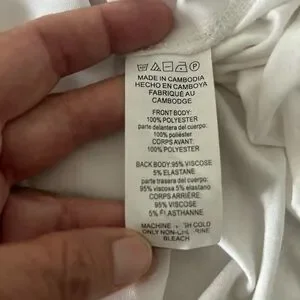 MADE IN CAMBODIA
HECHO EN CAMBOYA
FABRIQUÉ AU
CAMBODGE
FRONT BODY:
100% POLYESTER
parte delantera del cuerpo:
100% poliéster
CORPS AVANT:
100% POLYESTER
BACK BODY:95% VISCOSE
5% ELASTANE
parte trasera del cuerpo:
95% viscosa 5% elastano
CORPS ARRIÈRE:
95% VISCOSE
5% ÉLASTHANNE
MACHINE COLD
ONLY
BLEACH